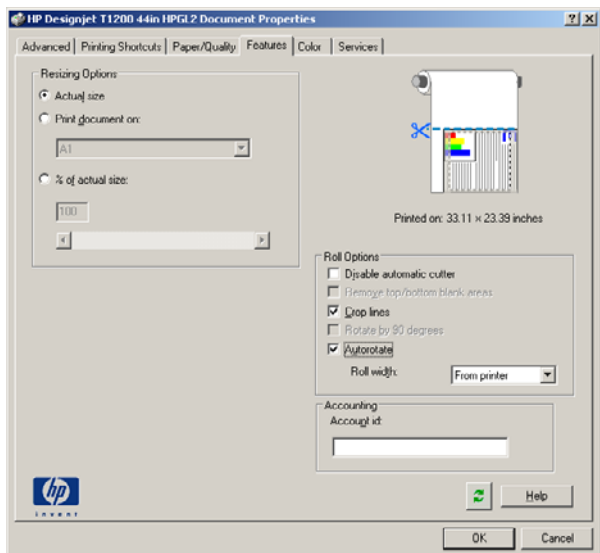 HP Designjet T1200 44in HPGL2 Document Properties
Advanced Printing Shortcuts Paper/Quality Features Color Services
Resizing Options
Actual size
Print document on:
A1
% of actual size:
100
Printed on: 33.11 × 23.39 inches
Roll Options
Disable automatic cutter
Remove top/bottom blank areas
Crop lines
Rotate by 90 degrees
Autorotate
Roll width: From printer
Accounting
Account id:
hp
invent
Help
OK Cancel